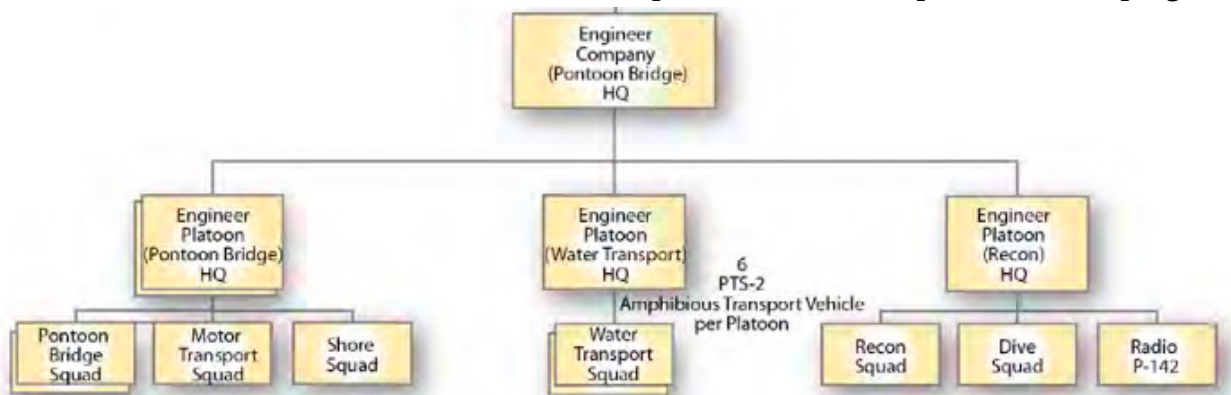 Engineer
Company
(Pontoon Bridge)
HQ
Engineer
Platoon
(Pontoon Bridge)
HQ
Engineer
Platoon
(Water Transport)
HQ
6
PTS-2
Amphibious Transport Vehicle
per Platoon
Engineer
Platoon
(Recon)
HQ
Pontoon
Bridge
Squad
Motor
Transport
Squad
Shore
Squad
Water
Transport
Squad
Recon
Squad
Dive
Squad
Radio
P-142